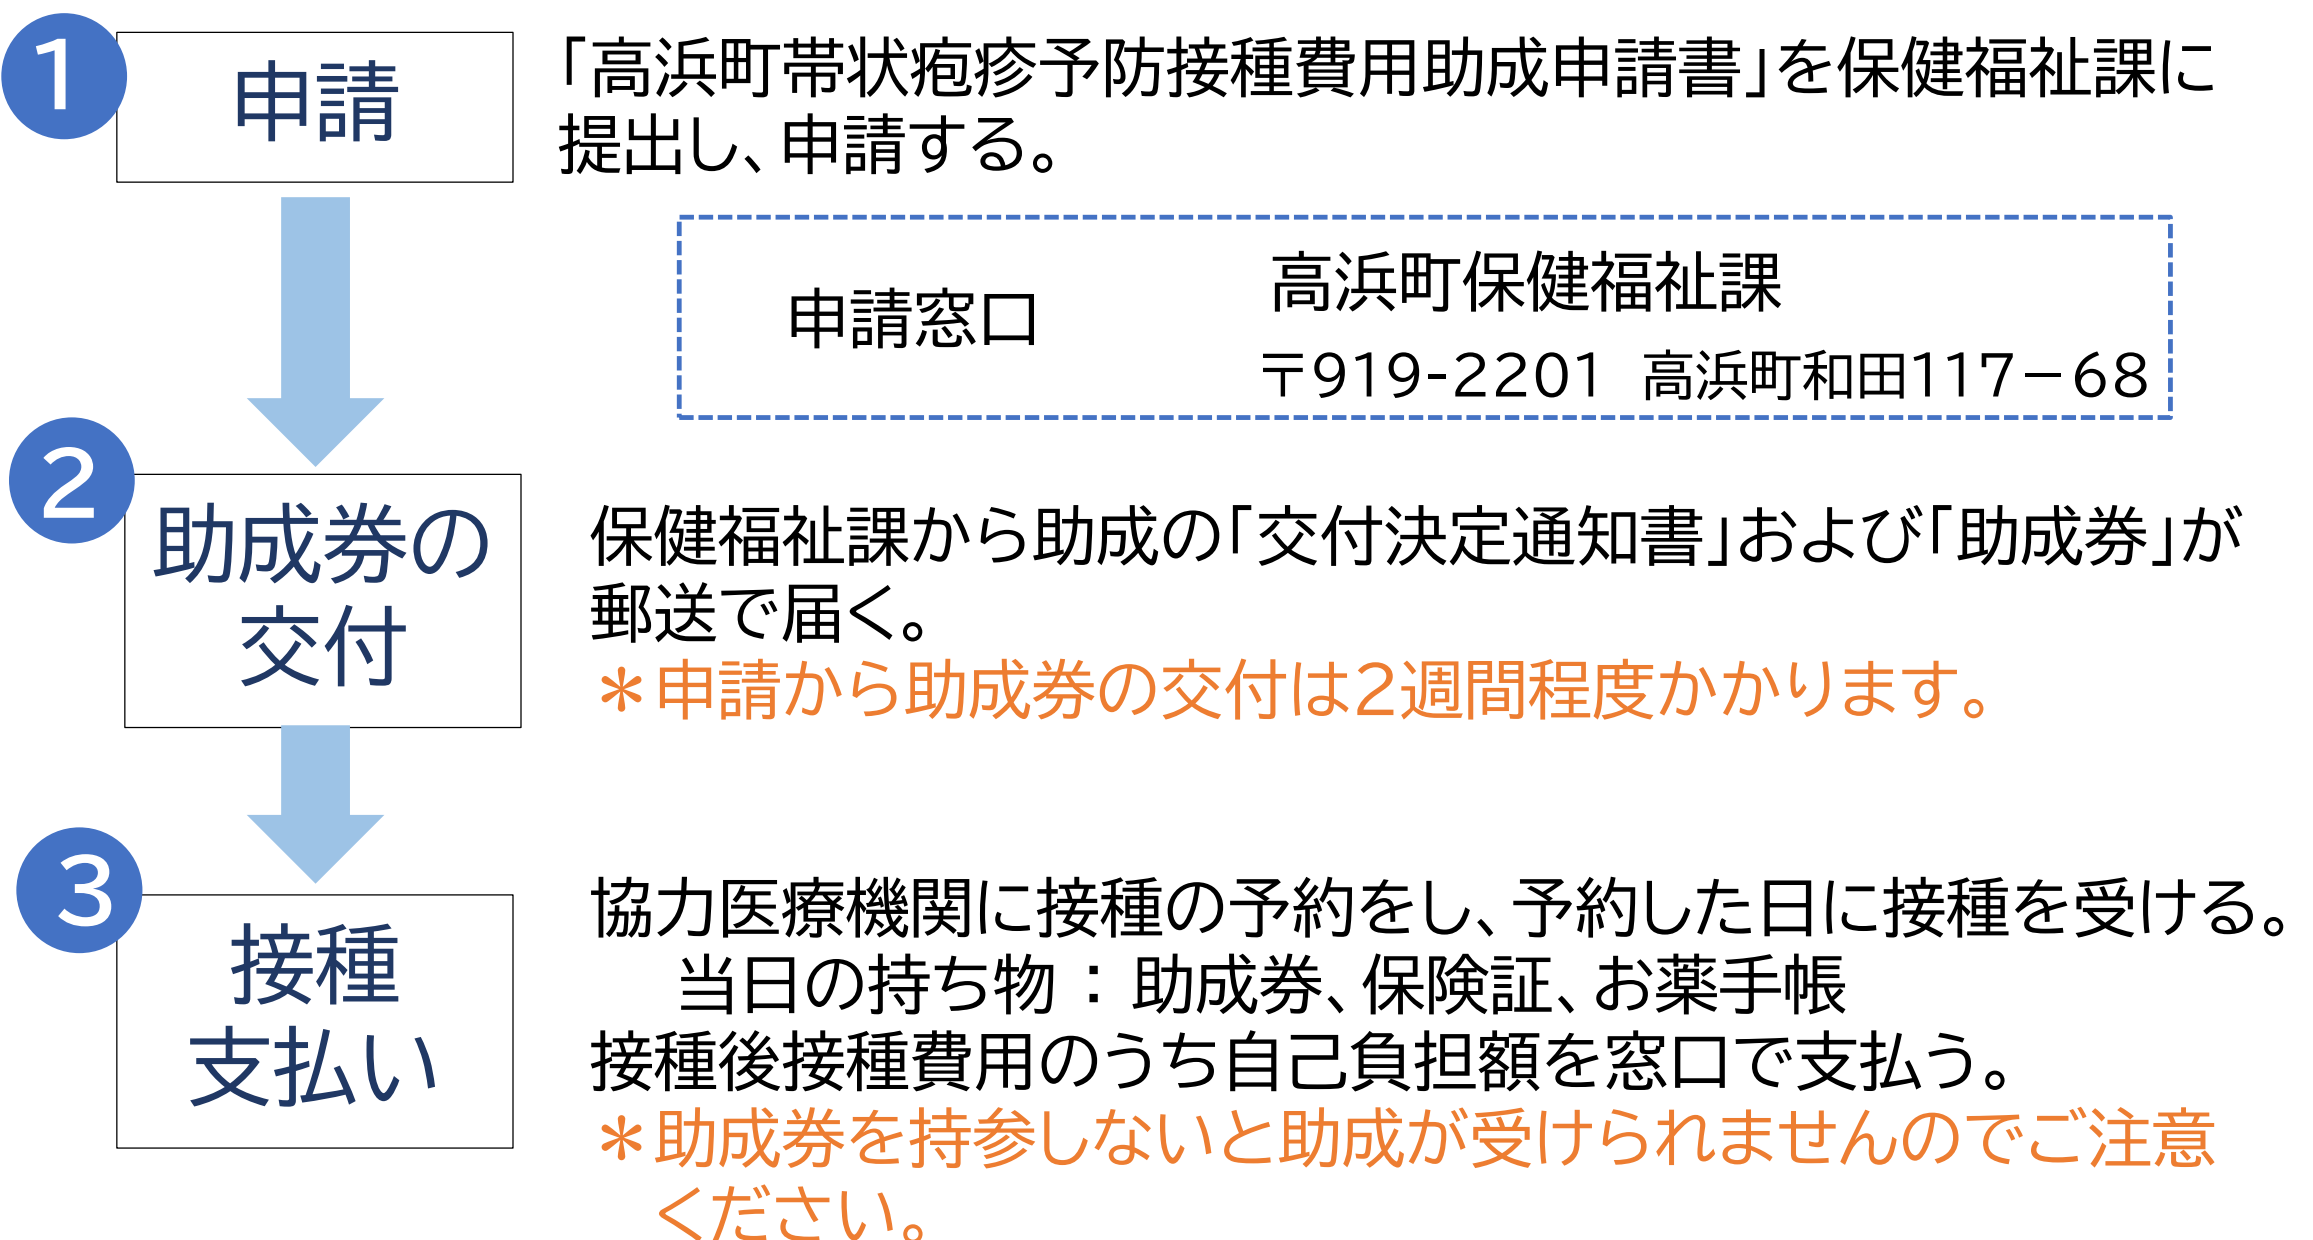 1
申請
「高浜町帯状疱疹予防接種費用助成申請書」を保健福祉課に
提出し、申請する。
申請窓口
高浜町保健福祉課
〒919-2201　高浜町和田117－68
2
助成券の
交付
保健福祉課から助成の「交付決定通知書」および「助成券」が
郵送で届く。
＊申請から助成券の交付は2週間程度かかります。
3
接種
支払い
協力医療機関に接種の予約をし、予約した日に接種を受ける。
当日の持ち物：助成券、保険証、お薬手帳
接種後接種費用のうち自己負担額を窓口で支払う。
＊助成券を持参しないと助成が受けられませんのでご注意
ください。